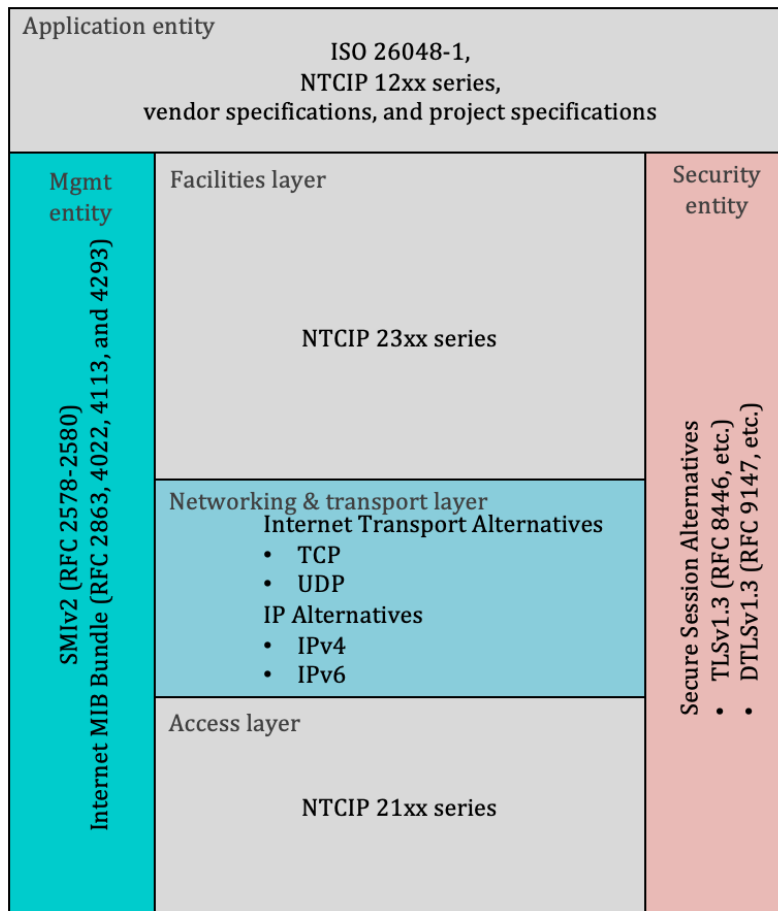 Application entity
ISO 26048-1,
NTCIP 12xx series,
vendor specifications, and project specifications
Mgmt
entity
SMIv2 (RFC 2578-2580)
Internet MIB Bundle (RFC 2863, 4022, 4113, and 4293)
Facilities layer
NTCIP 23xx series
Networking & transport layer
Internet Transport Alternatives
• TCP
• UDP
IP Alternatives
• IPv4
• IPv6
Access layer
NTCIP 21xx series
Security
entity
Secure Session Alternatives
• TLSv1.3 (RFC 8446, etc.)
• DTLSv1.3 (RFC 9147, etc.)